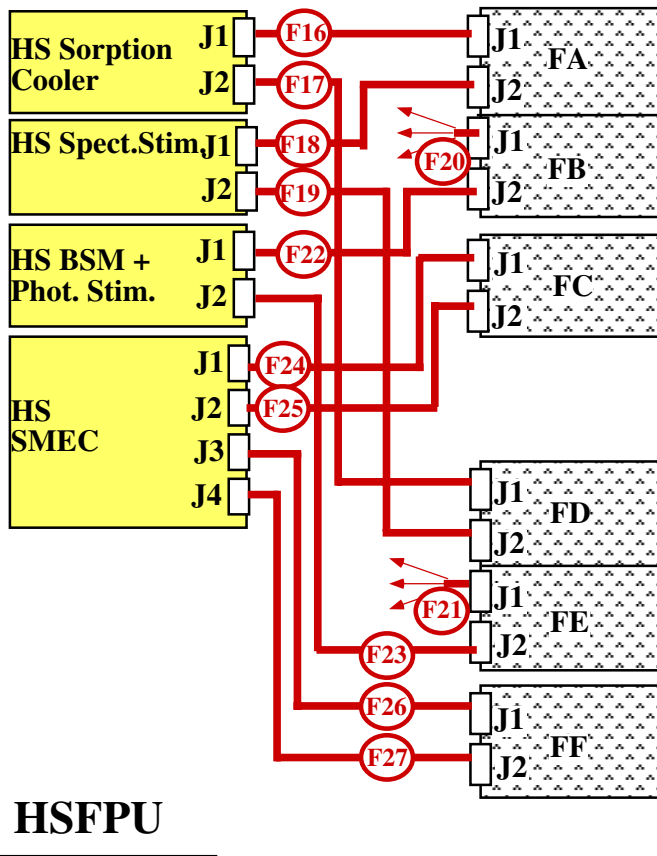 HS Sorption
Cooler
J1
J2
F16
F17
J1
J2
FA
HS Spect.Stim.
J1
J2
F18
F19
F20
J1
J2
FB
HS BSM +
Phot. Stim.
J1
J2
F22
J1
J2
FC
HS
SMEC
J1
J2
J3
J4
F24
F25
J1
J2
FD
F21
J1
J2
FE
F23
F26
F27
J1
J2
FF
HSFPU